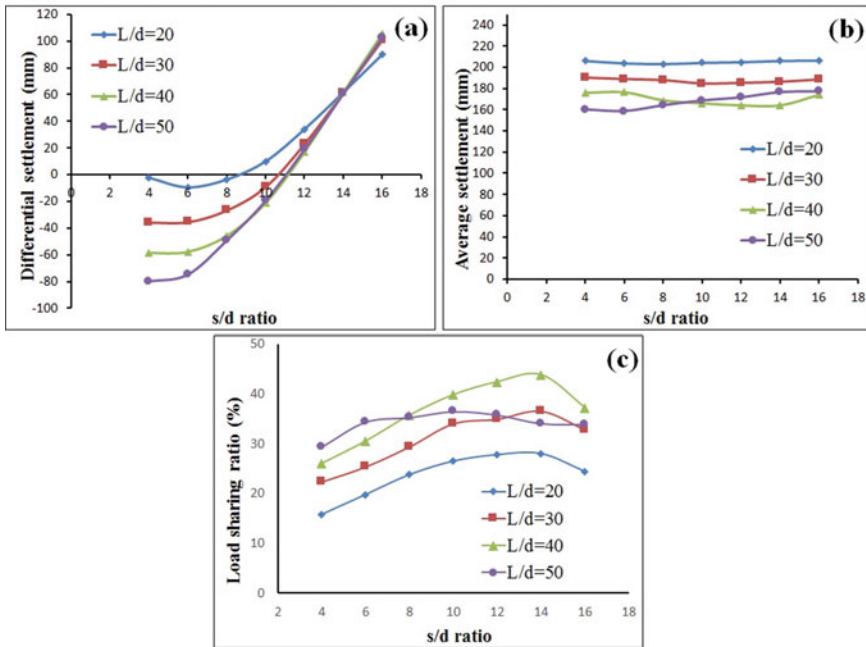 (a)
Differential settlement (mm)
120
100
80
60
40
20
0
-20
-40
-60
-80
-100
0 2 4 6 8 10 12 14 16 18
L/d=20
L/d=30
L/d=40
L/d=50
s/d ratio
(b)
Average settlement (mm)
240
220
200
180
160
140
120
100
80
60
40
20
0
L/d=20
L/d=30
L/d=40
L/d=50
0 2 4 6 8 10 12 14 16 18
s/d ratio
(c)
Load sharing ratio (%)
50
40
30
20
10
0
L/d=20
L/d=30
L/d=40
L/d=50
2 4 6 8 10 12 14 16 18
s/d ratio